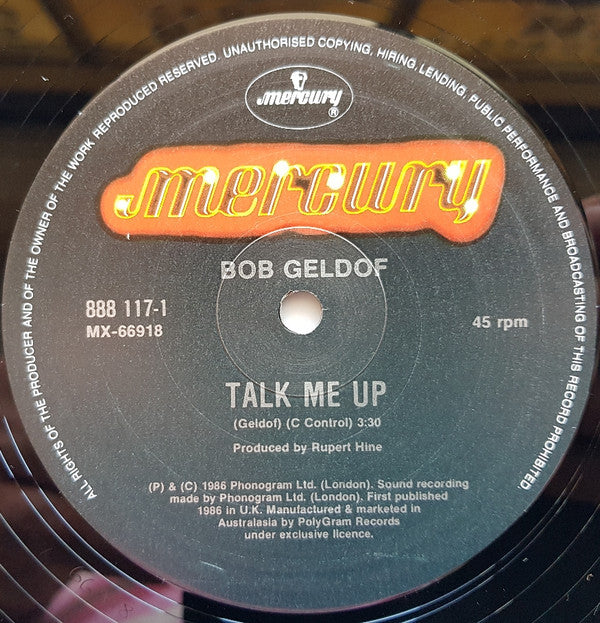 ALL RIGHTS OF THE PRODUCER AND OF THE OWNER OF THE WORK REPRODUCED RESERVED. UNAUTHORISED COPYING, HIRING, LENDING, PUBLIC PERFORMANCE AND BROADCASTING OF THIS RECORD PROHIBITED.
mercury
®
mercury
BOB GELDOF
888 117-1
MX-66918
45 rpm
TALK ME UP
(Geldof) (C Control) 3:30
Produced by Rupert Hine
(P) & (C) 1986 Phonogram Ltd. (London). Sound recording
made by Phonogram Ltd. (London). First published
1986 in U.K. Manufactured & marketed in
Australasia by PolyGram Records
under exclusive licence.